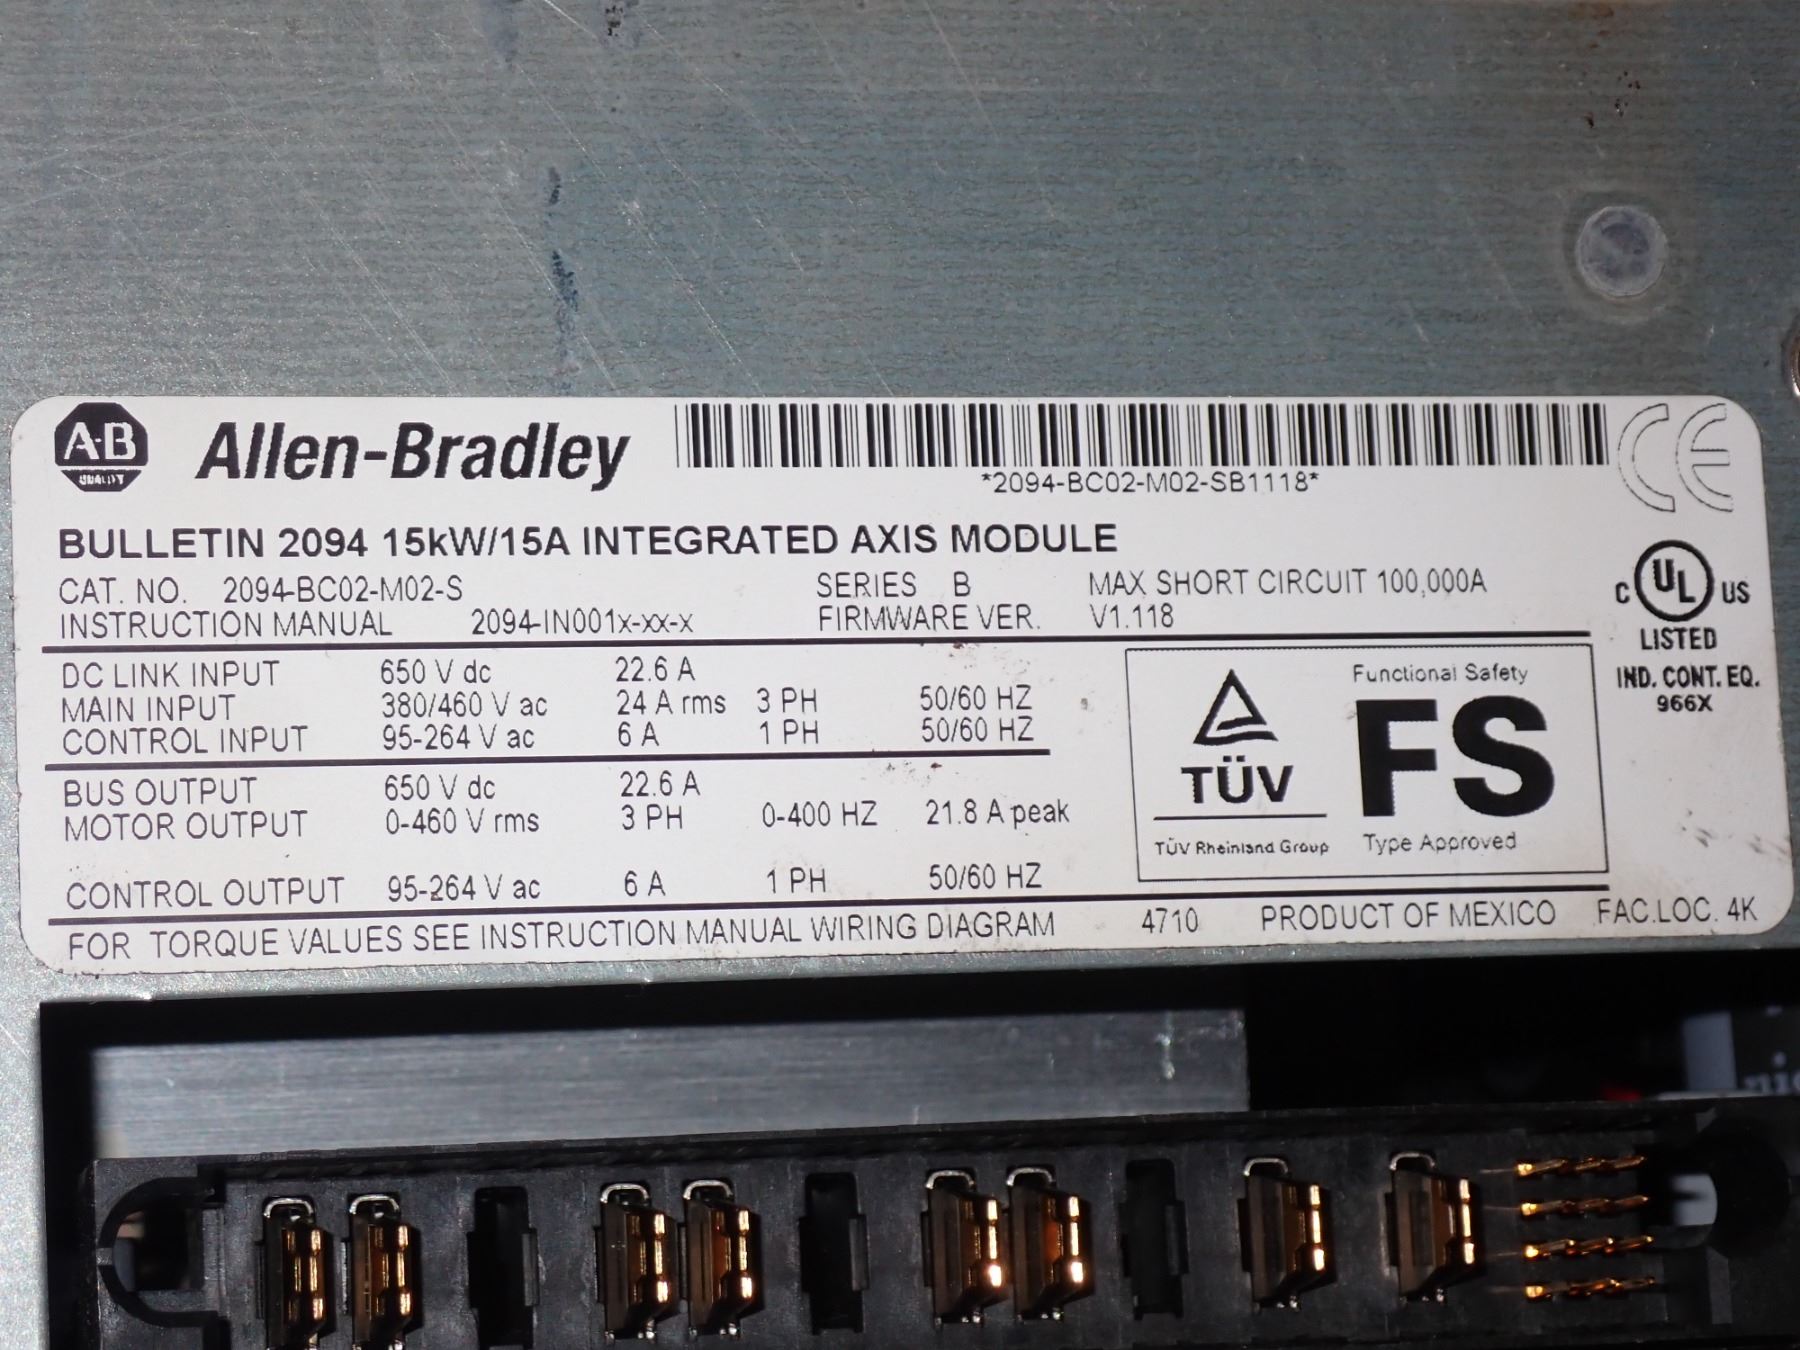 A-B
QUALITY
Allen-Bradley
*2094-BC02-M02-SB1118*
CE
BULLETIN 2094 15kW/15A INTEGRATED AXIS MODULE
CAT. NO. 2094-BC02-M02-S SERIES B MAX SHORT CIRCUIT 100,000A
INSTRUCTION MANUAL 2094-IN001x-xx-x FIRMWARE VER. V1.118
C UL US
LISTED
IND. CONT. EQ.
966X
DC LINK INPUT 650 V dc 22.6 A
MAIN INPUT 380/460 V ac 24 A rms 3 PH 50/60 HZ
CONTROL INPUT 95-264 V ac 6 A 1 PH 50/60 HZ
BUS OUTPUT 650 V dc 22.6 A
MOTOR OUTPUT 0-460 V rms 3 PH 0-400 HZ 21.8 A peak
CONTROL OUTPUT 95-264 V ac 6 A 1 PH 50/60 HZ
TÜV
TÜV Rheinland Group
Functional Safety
FS
Type Approved
FOR TORQUE VALUES SEE INSTRUCTION MANUAL WIRING DIAGRAM 4710 PRODUCT OF MEXICO FAC.LOC. 4K